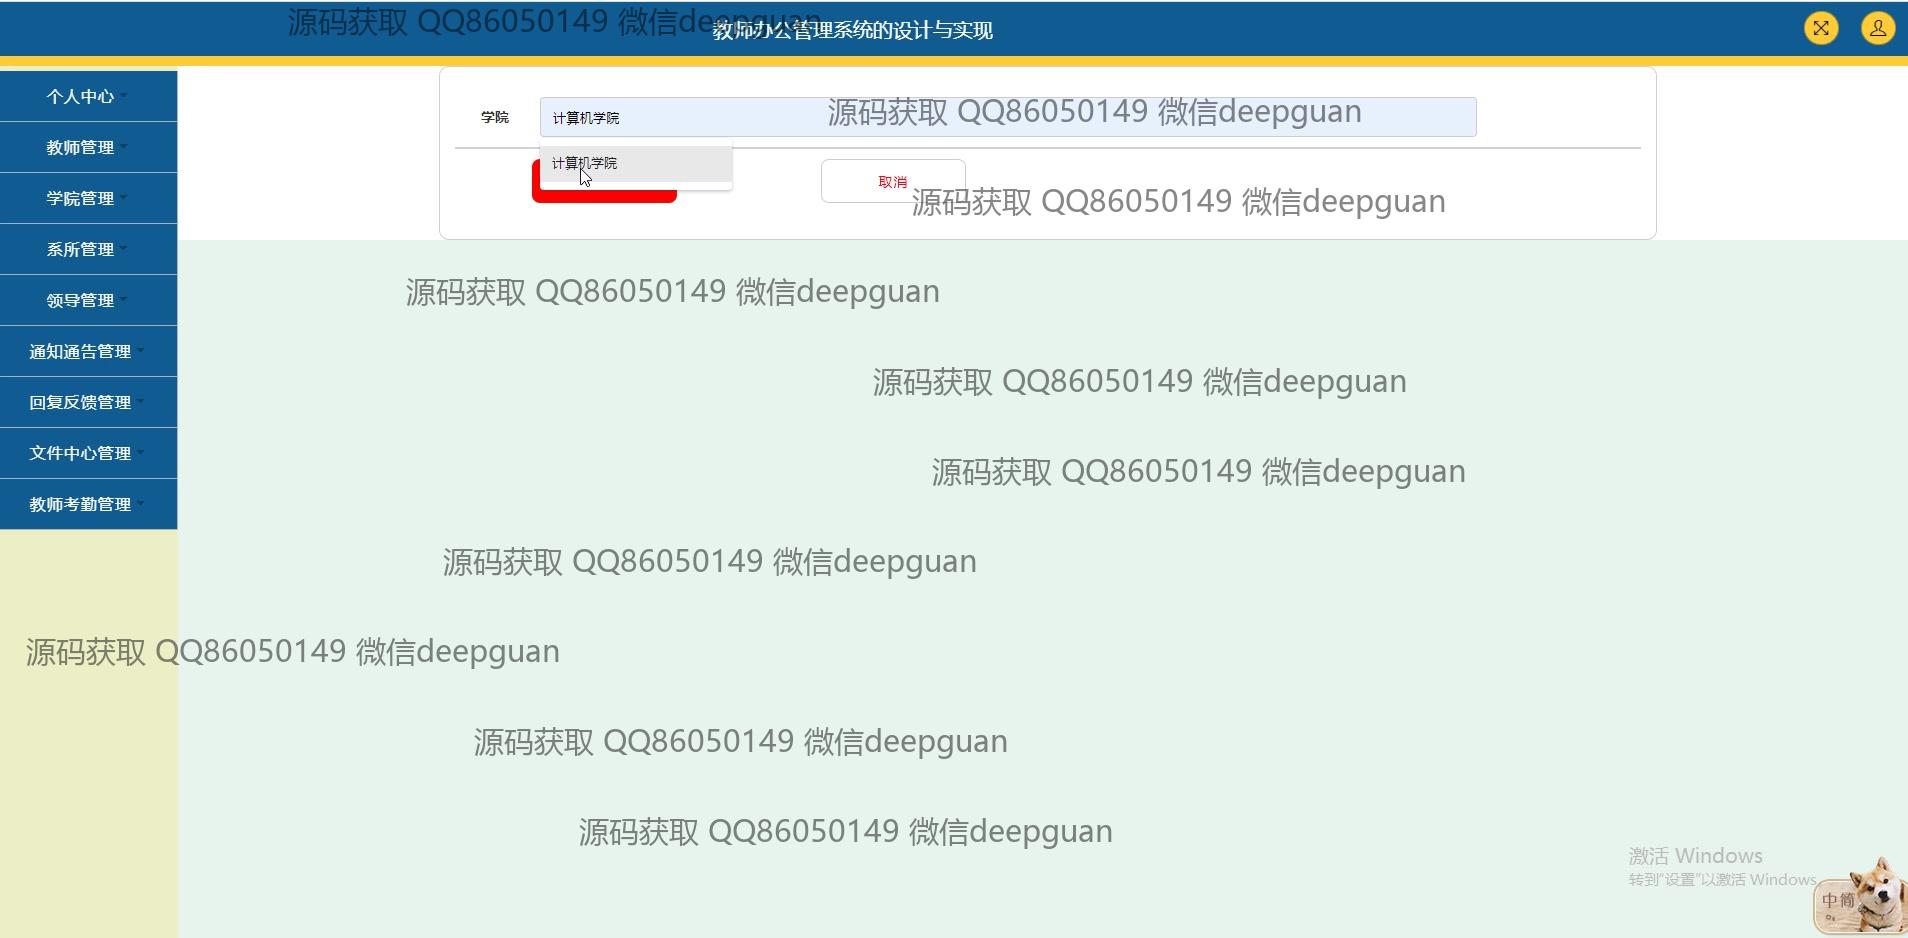 源码获取 QQ86050149 微信deepguan
教师办公管理系统的设计与实现
个人中心
教师管理
学院管理
系所管理
领导管理
通知通告管理
回复反馈管理
文件中心管理
教师考勤管理
学院
计算机学院
源码获取 QQ86050149 微信deepguan
计算机学院
取消
源码获取 QQ86050149 微信deepguan
源码获取 QQ86050149 微信deepguan
源码获取 QQ86050149 微信deepguan
源码获取 QQ86050149 微信deepguan
源码获取 QQ86050149 微信deepguan
源码获取 QQ86050149 微信deepguan
源码获取 QQ86050149 微信deepguan
源码获取 QQ86050149 微信deepguan
激活 Windows
转到“设置”以激活 Windows
中简